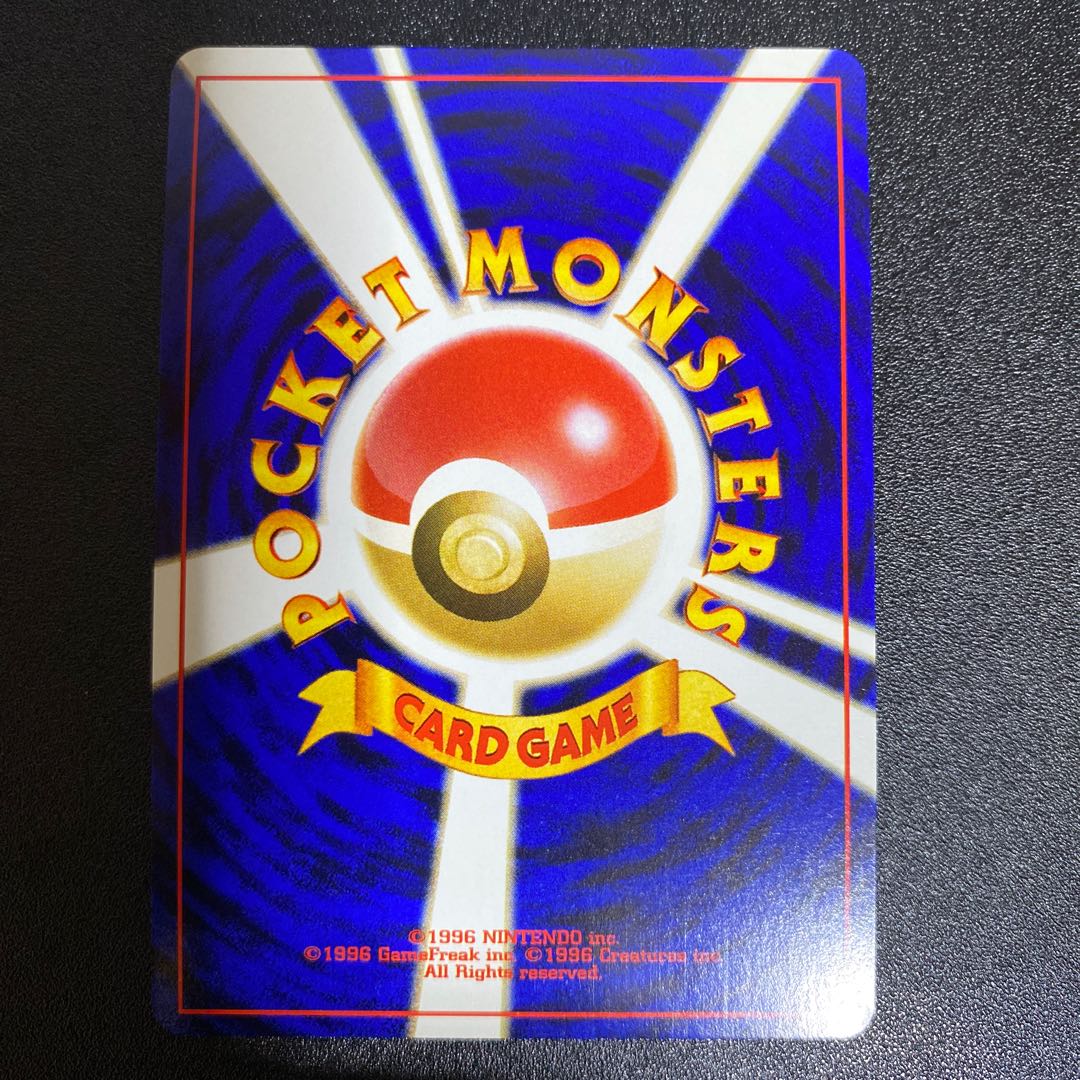 POCKET MONSTERS
CARD GAME
©1996 NINTENDO inc.
©1996 GameFreak inc. ©1996 Creatures inc.
All Rights reserved.